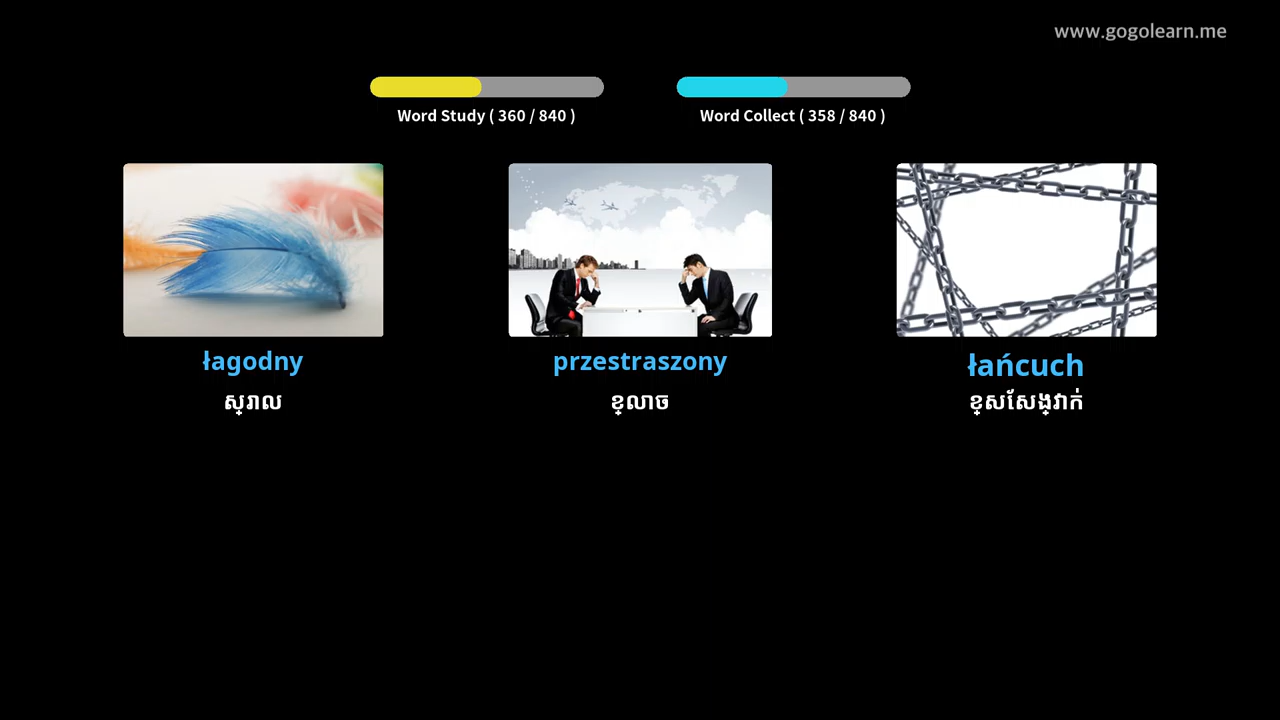 www.gogolearn.me
Word Study ( 360 / 840 )
Word Collect ( 358 / 840 )
łagodny
ស្រាល
przestraszony
ខ្លាច
łańcuch
ខ្សសែង្វាក់